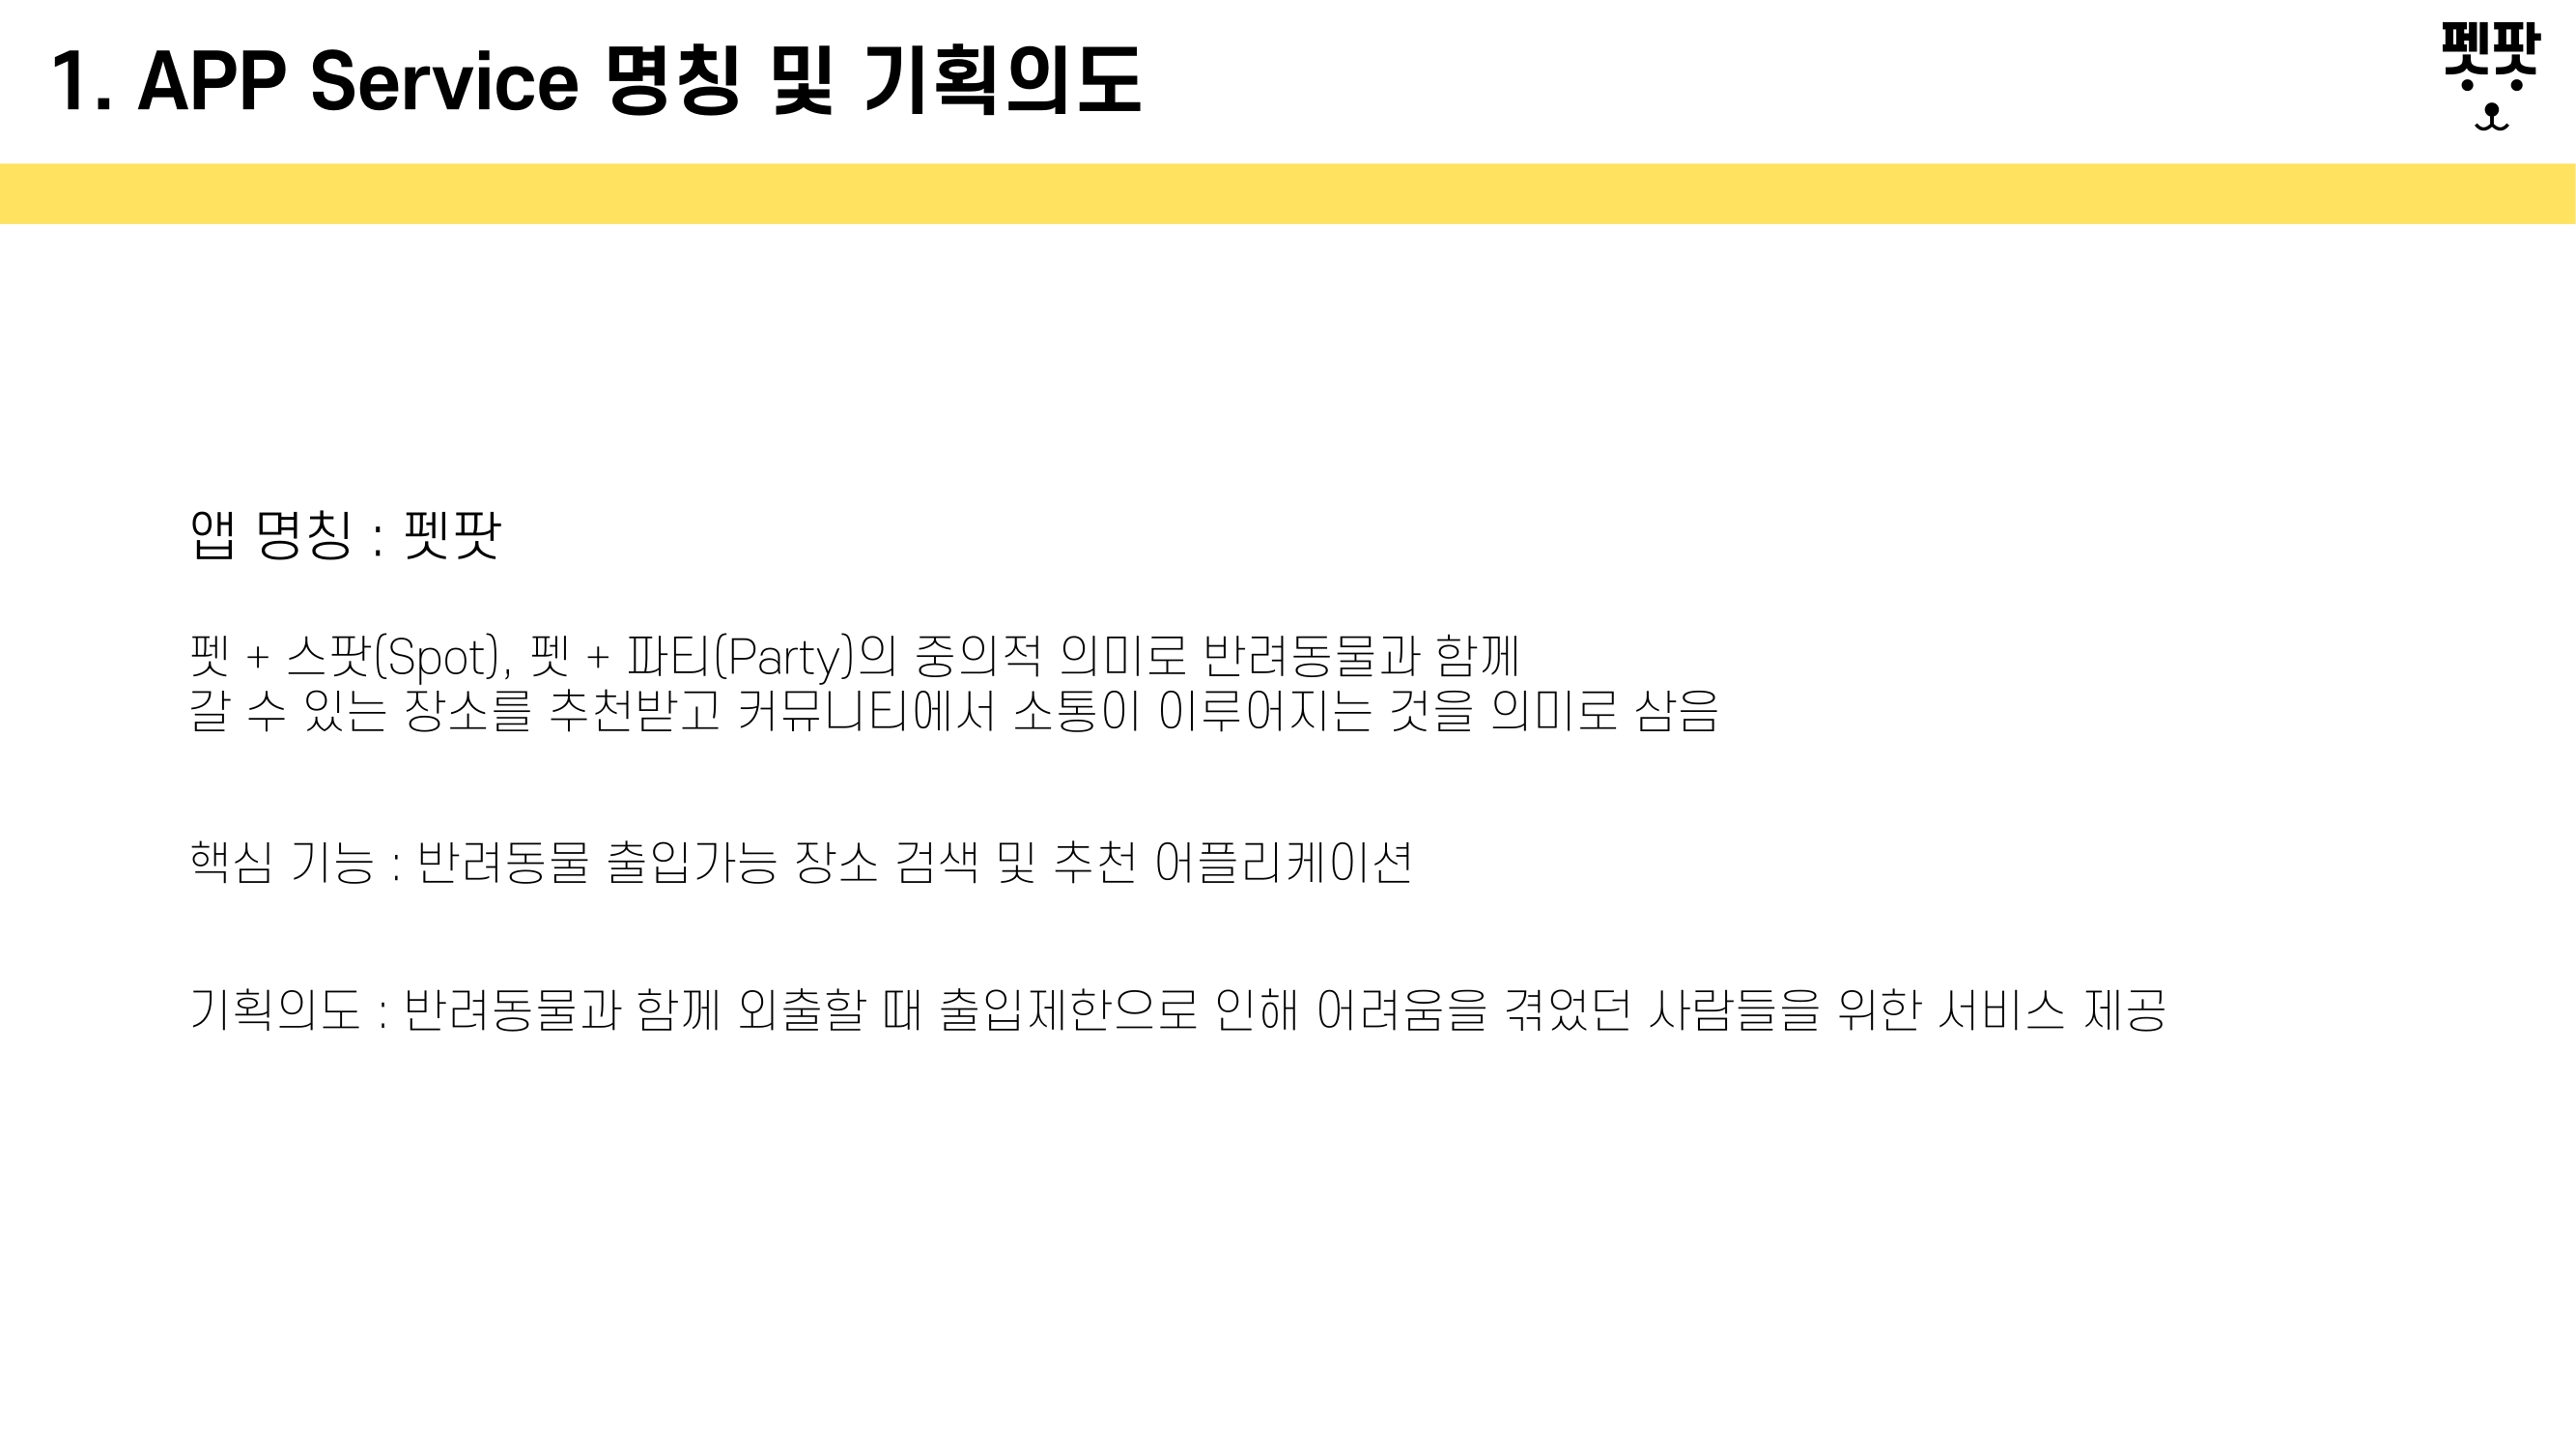 1. APP Service 명칭 및 기획의도
펫팟
앱 명칭 : 펫팟
펫 + 스팟(Spot), 펫 + 파티(Party)의 중의적 의미로 반려동물과 함께
갈 수 있는 장소를 추천받고 커뮤니티에서 소통이 이루어지는 것을 의미로 삼음
핵심 기능 : 반려동물 출입가능 장소 검색 및 추천 어플리케이션
기획의도 : 반려동물과 함께 외출할 때 출입제한으로 인해 어려움을 겪었던 사람들을 위한 서비스 제공